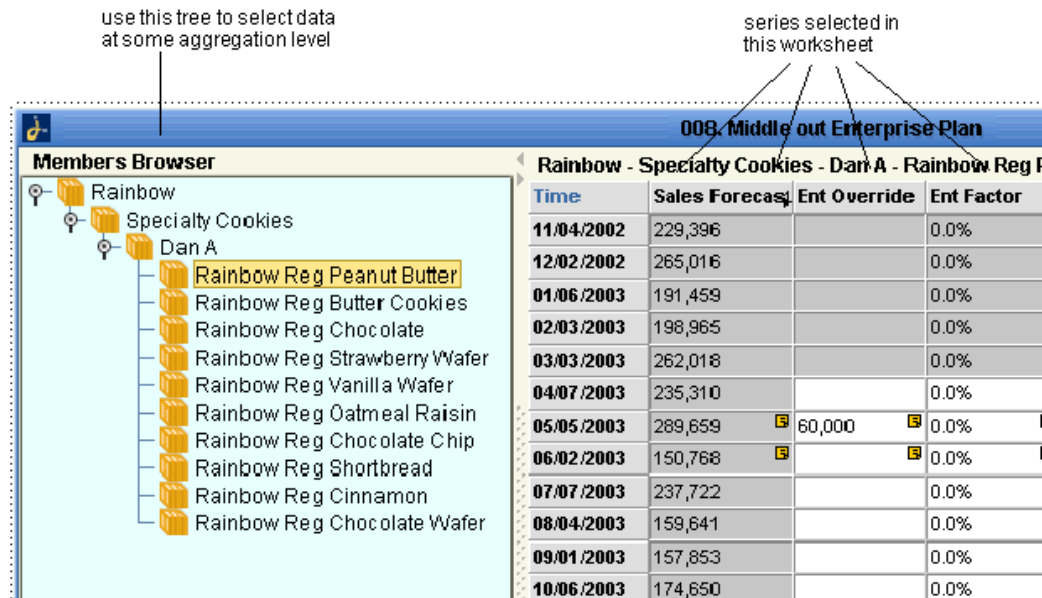 use this tree to select data
at some aggregation level
series selected in
this worksheet
008. Middle out Enterprise Plan
Members Browser
Rainbow
Specialty Cookies
Dan A
Rainbow Reg Peanut Butter
Rainbow Reg Butter Cookies
Rainbow Reg Chocolate
Rainbow Reg Strawberry Wafer
Rainbow Reg Vanilla Wafer
Rainbow Reg Oatmeal Raisin
Rainbow Reg Chocolate Chip
Rainbow Reg Shortbread
Rainbow Reg Cinnamon
Rainbow Reg Chocolate Wafer
Rainbow - Specialty Cookies - Dan A - Rainbow Reg P
Time Sales Forecast Ent Override Ent Factor
11/04/2002 229,396 0.0%
12/02/2002 265,016 0.0%
01/06/2003 191,459 0.0%
02/03/2003 198,965 0.0%
03/03/2003 262,018 0.0%
04/07/2003 235,310 0.0%
05/05/2003 289,659 60,000 0.0%
06/02/2003 150,768 0.0%
07/07/2003 237,722 0.0%
08/04/2003 159,641 0.0%
09/01/2003 157,853 0.0%
10/06/2003 174,650 0.0%